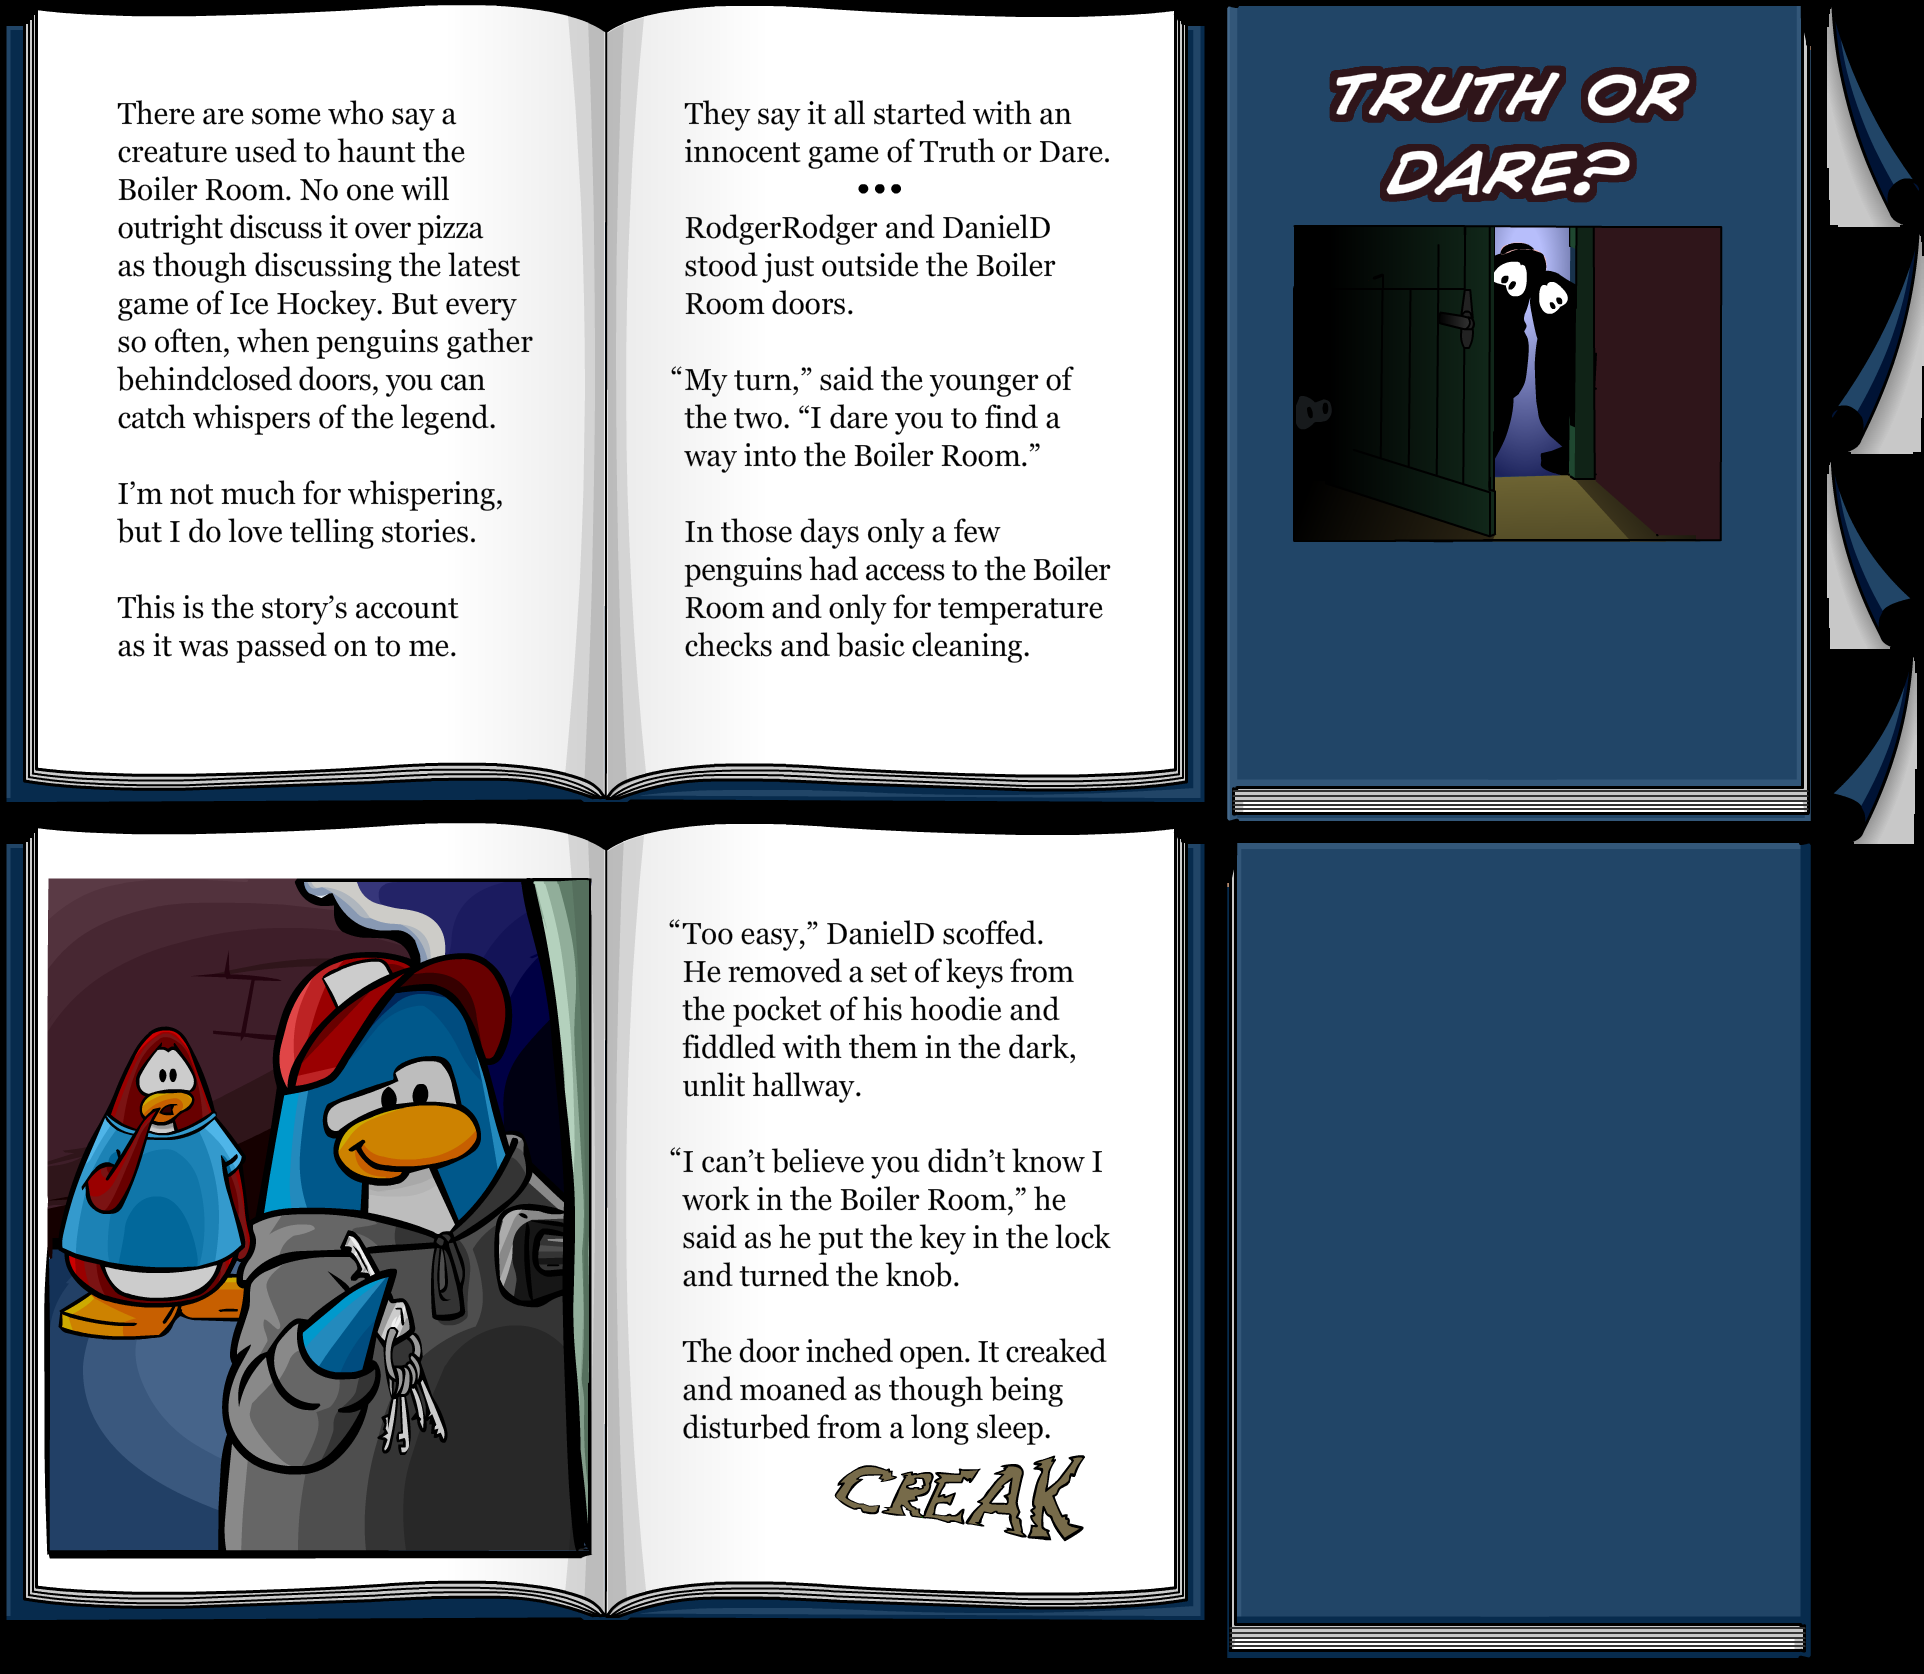 There are some who say a
creature used to haunt the
Boiler Room. No one will
outright discuss it over pizza
as though discussing the latest
game of Ice Hockey. But every
so often, when penguins gather
behindclosed doors, you can
catch whispers of the legend.
I’m not much for whispering,
but I do love telling stories.
This is the story’s account
as it was passed on to me.
They say it all started with an
innocent game of Truth or Dare.
•••
RodgerRodger and DanielD
stood just outside the Boiler
Room doors.
“My turn,” said the younger of
the two. “I dare you to find a
way into the Boiler Room.”
In those days only a few
penguins had access to the Boiler
Room and only for temperature
checks and basic cleaning.
TRUTH OR
DARE?
“Too easy,” DanielD scoffed.
He removed a set of keys from
the pocket of his hoodie and
fiddled with them in the dark,
unlit hallway.
“I can’t believe you didn’t know I
work in the Boiler Room,” he
said as he put the key in the lock
and turned the knob.
The door inched open. It creaked
and moaned as though being
disturbed from a long sleep.
CREAK